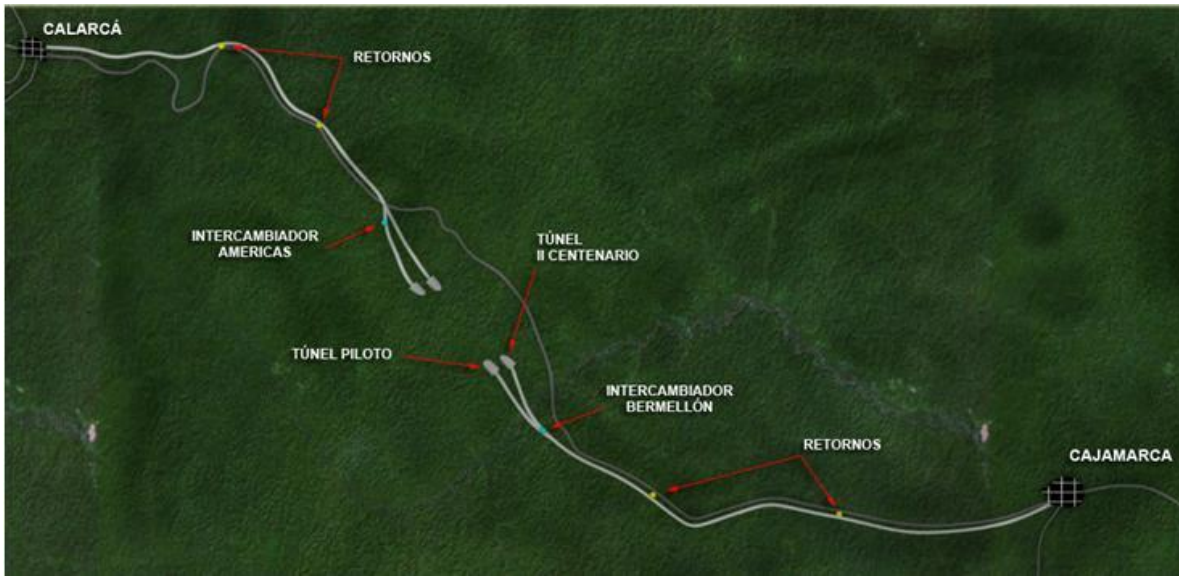 CALARCÁ
RETORNOS
INTERCAMBIADOR
AMERICAS
TÚNEL
II CENTENARIO
TÚNEL PILOTO
INTERCAMBIADOR
BERMELLÓN
RETORNOS
CAJAMARCA